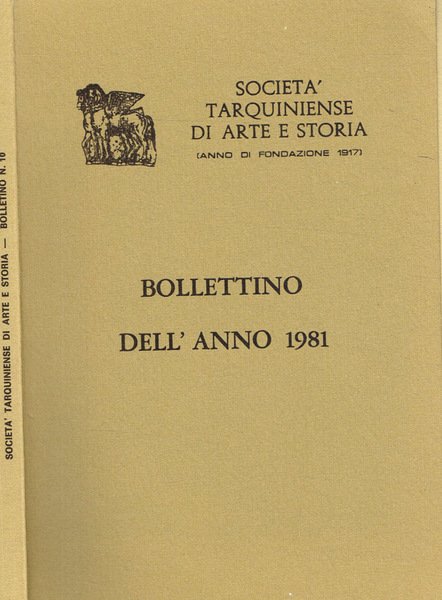 SOCIETA' TARQUINIENSE DI ARTE E STORIA — BOLLETINO N. 10
SOCIETA'
TARQUINIENSE
DI ARTE E STORIA
(ANNO DI FONDAZIONE 1917)
BOLLETTINO
DELL' ANNO 1981